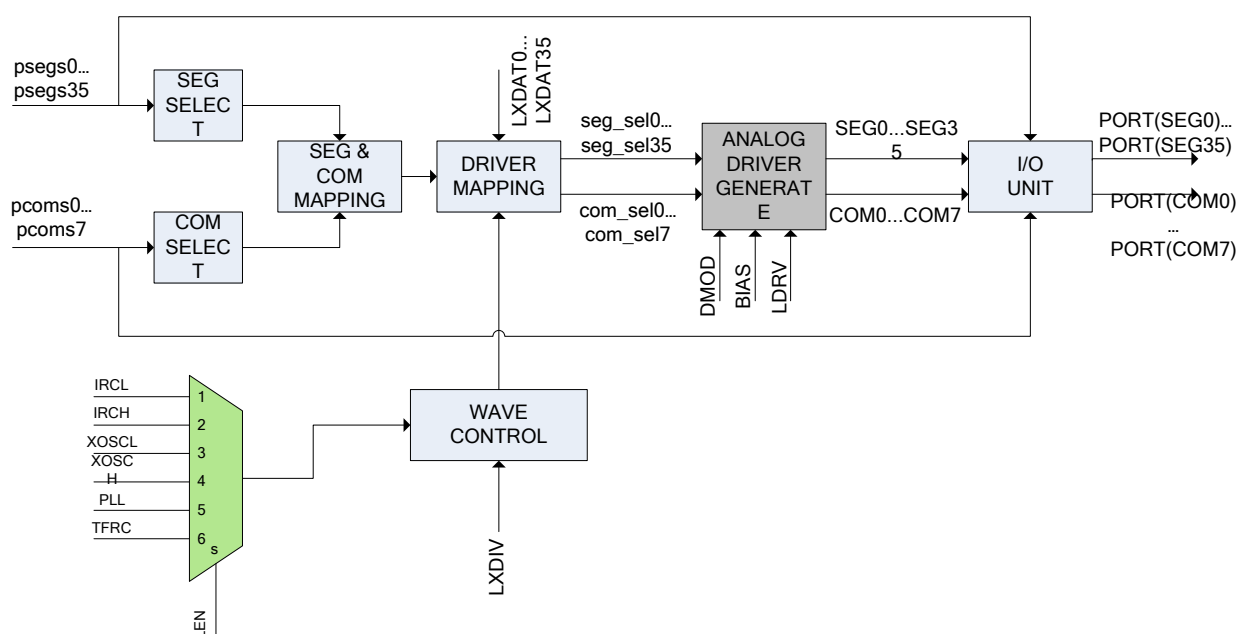 psegs0...
psegs35
SEG
SELEC
T
LXDAT0...
LXDAT35
SEG &
COM
MAPPING
DRIVER
MAPPING
seg_sel0...
seg_sel35
com_sel0...
com_sel7
ANALOG
DRIVER
GENERAT
E
SEG0...SEG3
5
COM0...COM7
I/O
UNIT
PORT(SEG0)...
PORT(SEG35)
PORT(COM0)
...
PORT(COM7)
pcoms0...
pcoms7
COM
SELEC
T
DMOD
BIAS
LDRV
IRCL
1
IRCH
2
XOSCL
3
XOSC
H
4
PLL
5
TFRC
6
s
WAVE
CONTROL
LXDIV